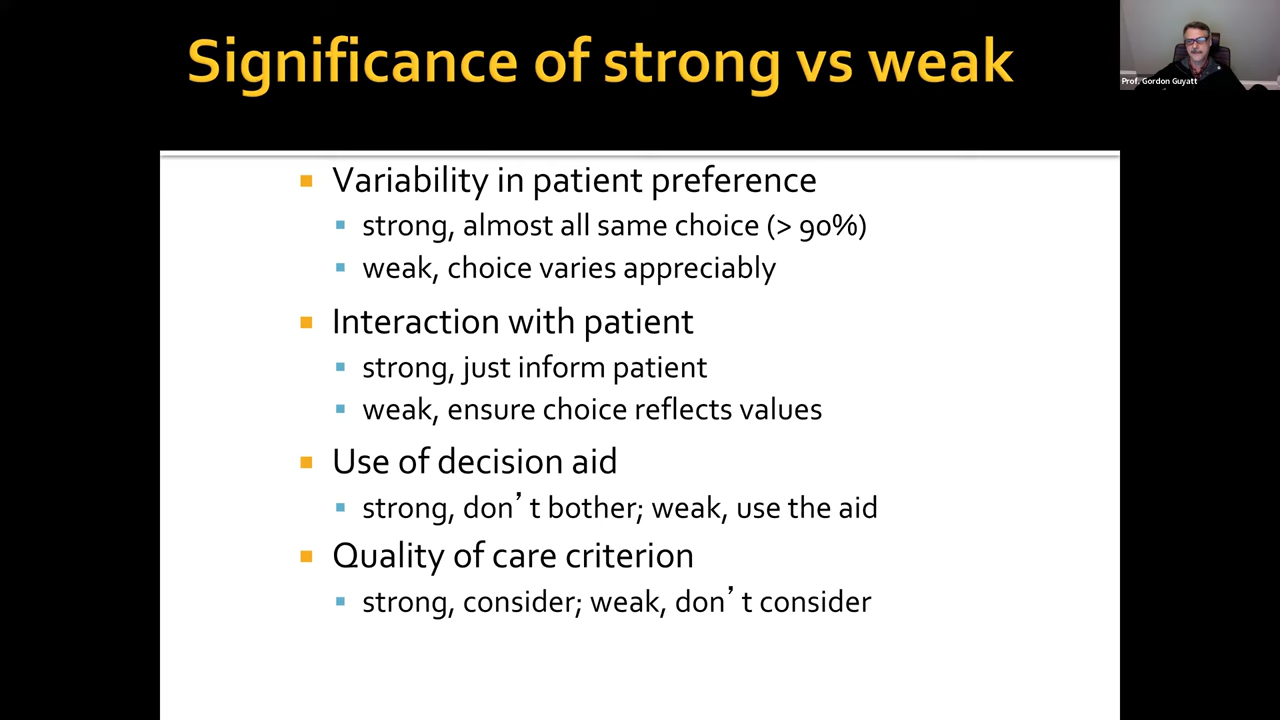 Significance of strong vs weak
Prof. Gordon Guyatt
Variability in patient preference
strong, almost all same choice (> 90%)
weak, choice varies appreciably
Interaction with patient
strong, just inform patient
weak, ensure choice reflects values
Use of decision aid
strong, don’t bother; weak, use the aid
Quality of care criterion
strong, consider; weak, don’t consider